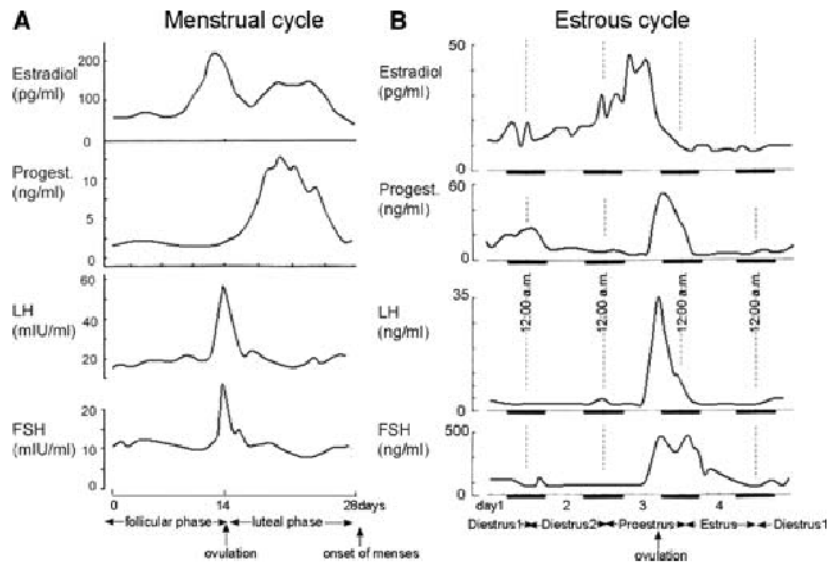 A Menstrual cycle
Estradiol
(pg/ml)
200
100
0
Progest.
(ng/ml)
10
5
0
LH
(mIU/ml)
60
40
20
FSH
(mIU/ml)
20
10
0
0 14 28days
follicular phase luteal phase
ovulation
onset of menses
B Estrous cycle
Estradiol
(pg/ml)
50
0
Progest.
(ng/ml)
60
0
12:00 a.m. 12:00 a.m. 12:00 a.m. 12:00 a.m.
LH
(ng/ml)
35
0
FSH
(ng/ml)
500
0
day1 2 3 4
Diestrus1 Diestrus2 Proestrus Estrus Diestrus1
ovulation